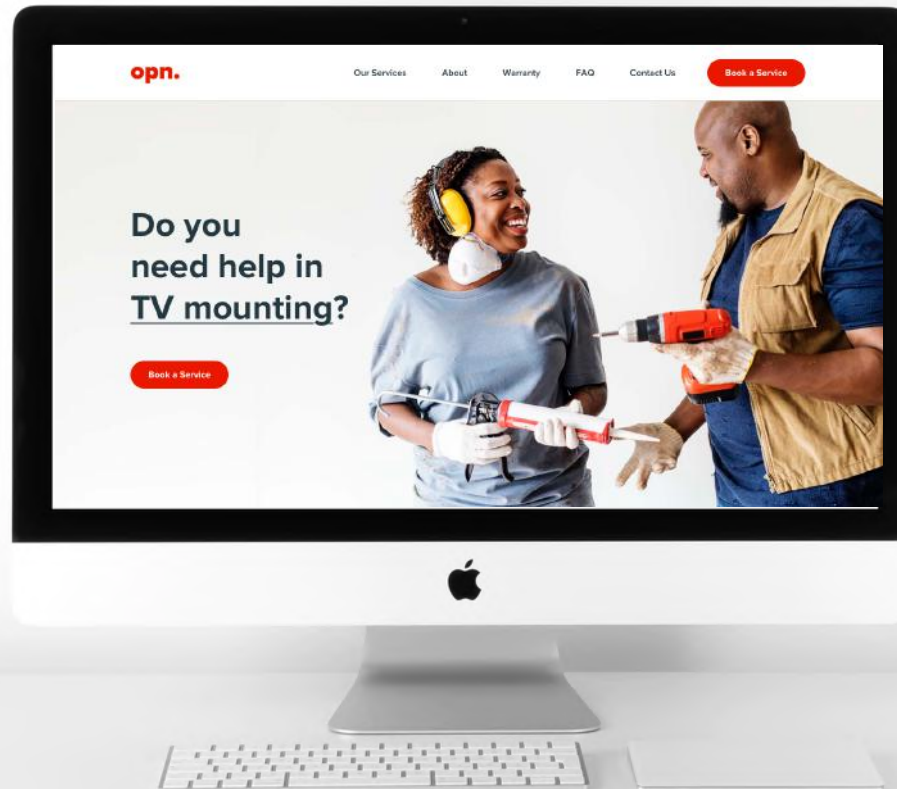 opn.
Our Services About Warranty FAQ Contact Us Book a Service
Do you
need help in
TV mounting?
Book a Service